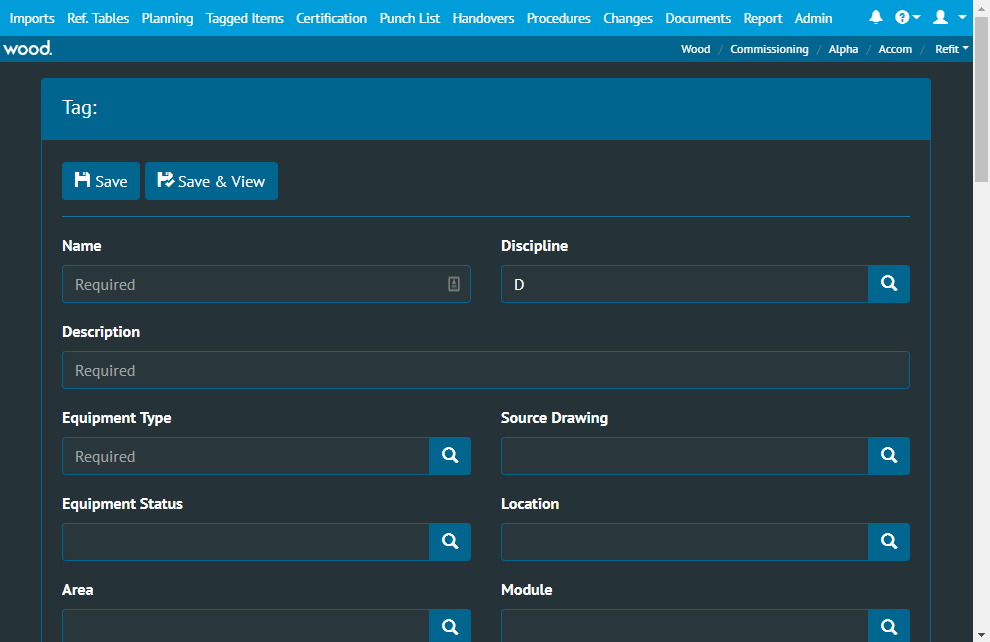 Imports Ref. Tables Planning Tagged Items Certification Punch List Handovers Procedures Changes Documents Report Admin
wood. Wood / Commissioning / Alpha / Accom / Refit
Tag:
Save Save & View
Name Discipline
Required D
Description
Required
Equipment Type Source Drawing
Required
Equipment Status Location
Area Module